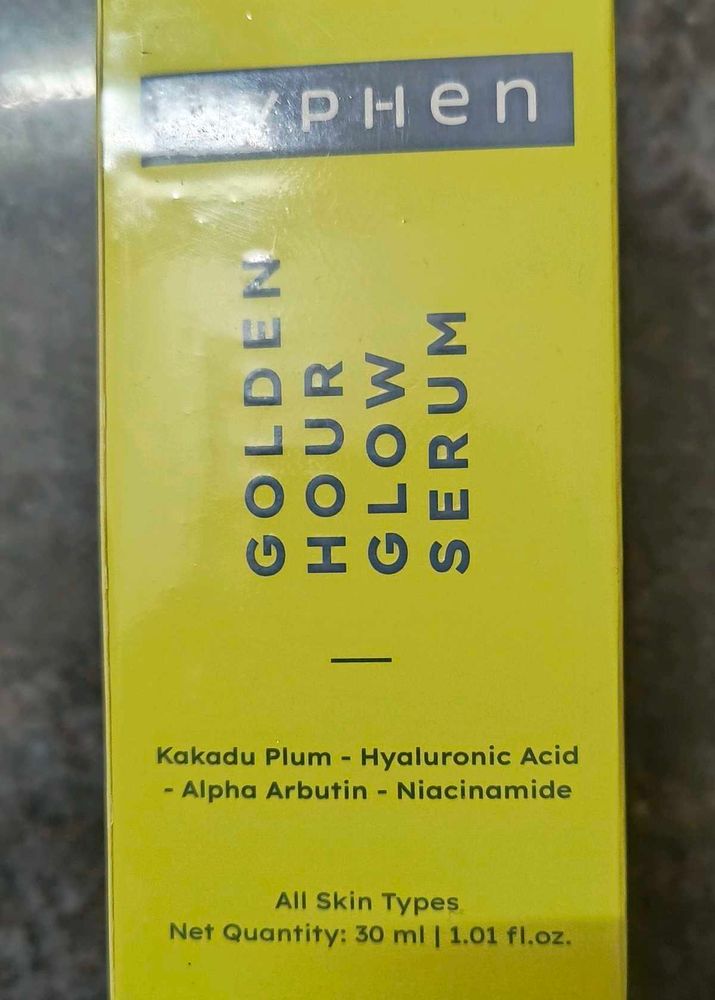 HYPHen
GOLDEN
HOUR
GLOW
SERUM
Kakadu Plum - Hyaluronic Acid
- Alpha Arbutin - Niacinamide
All Skin Types
Net Quantity: 30 ml | 1.01 fl.oz.